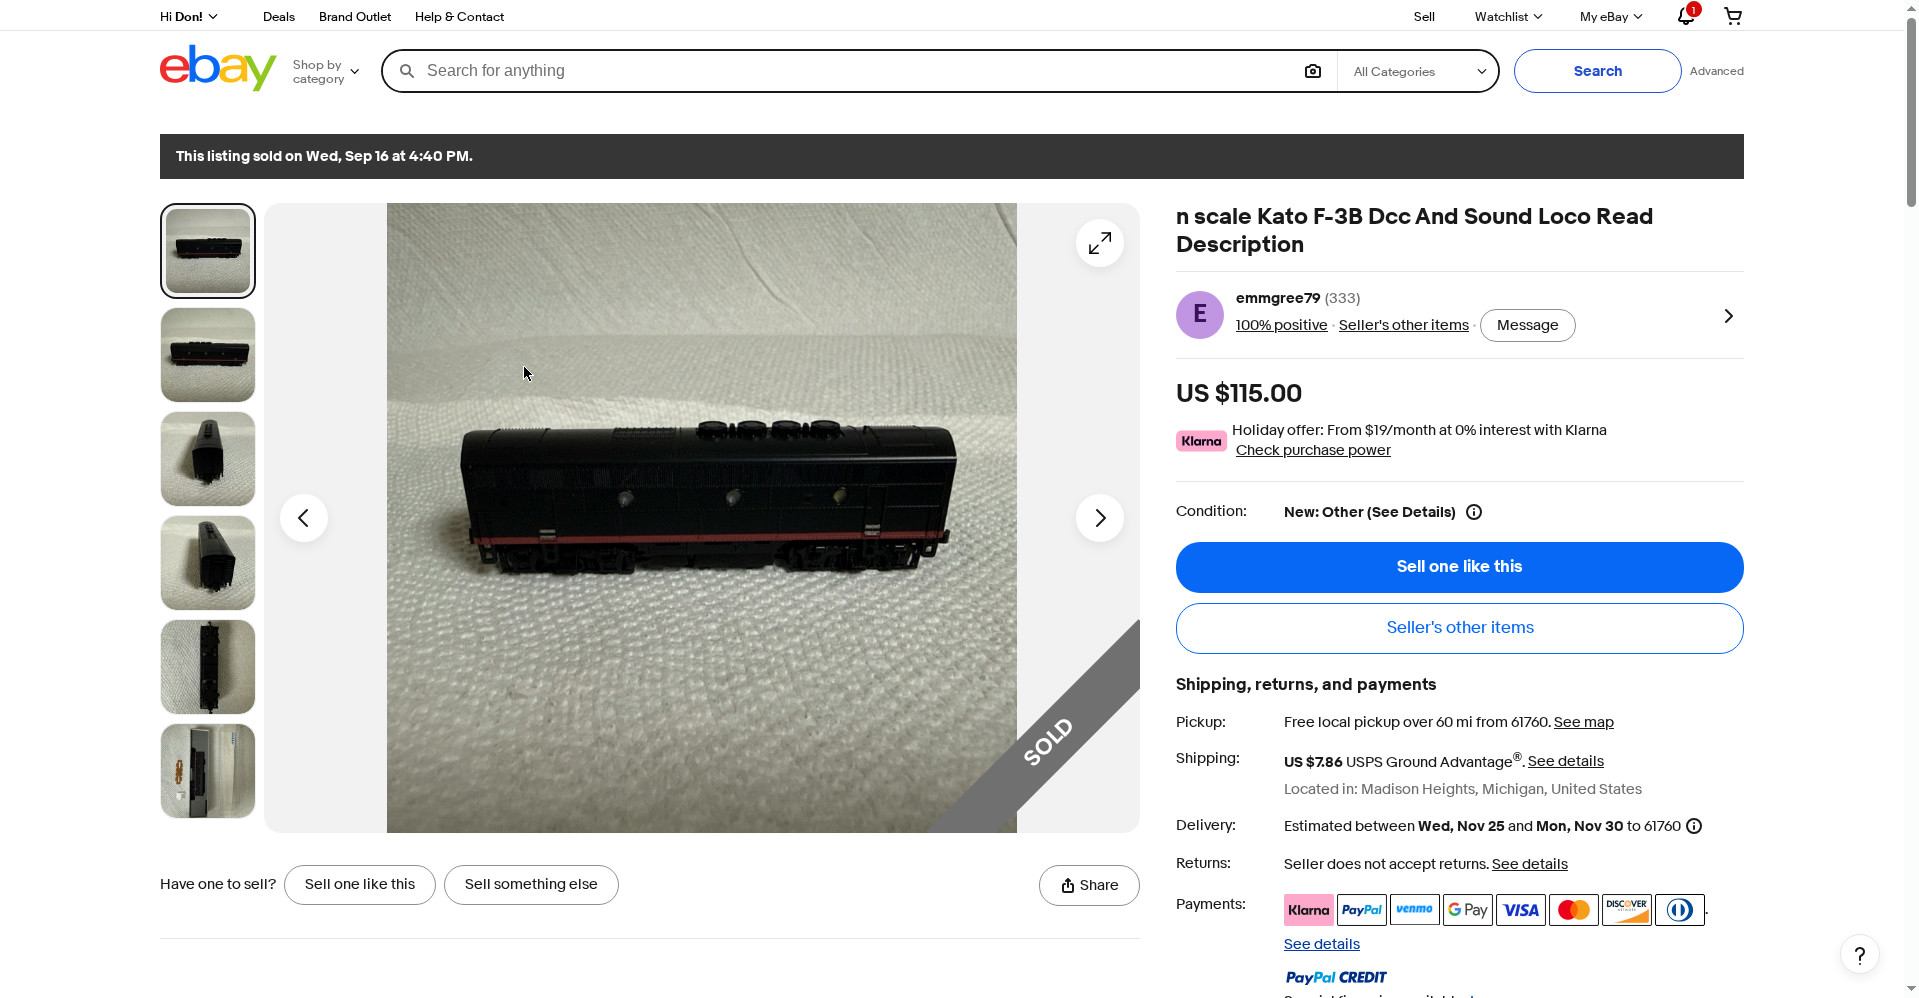 Hi Don!
Deals
Brand Outlet
Help & Contact
Sell
Watchlist
My eBay
1
ebay
Shop by category
Search for anything
All Categories
Search
Advanced
This listing sold on Wed, Sep 16 at 4:40 PM.
SOLD
Have one to sell?
Sell one like this
Sell something else
Share
n scale Kato F-3B Dcc And Sound Loco Read
Description
E
emmgree79 (333)
100% positive · Seller's other items · Message
US $115.00
Klarna
Holiday offer: From $19/month at 0% interest with Klarna
Check purchase power
Condition: New: Other (See Details)
Sell one like this
Seller's other items
Shipping, returns, and payments
Pickup: Free local pickup over 60 mi from 61760. See map
Shipping: US $7.86 USPS Ground Advantage®. See details
Located in: Madison Heights, Michigan, United States
Delivery: Estimated between Wed, Nov 25 and Mon, Nov 30 to 61760
Returns: Seller does not accept returns. See details
Payments: Klarna PayPal venmo G Pay VISA DISCOVER .
See details
PayPal CREDIT
?